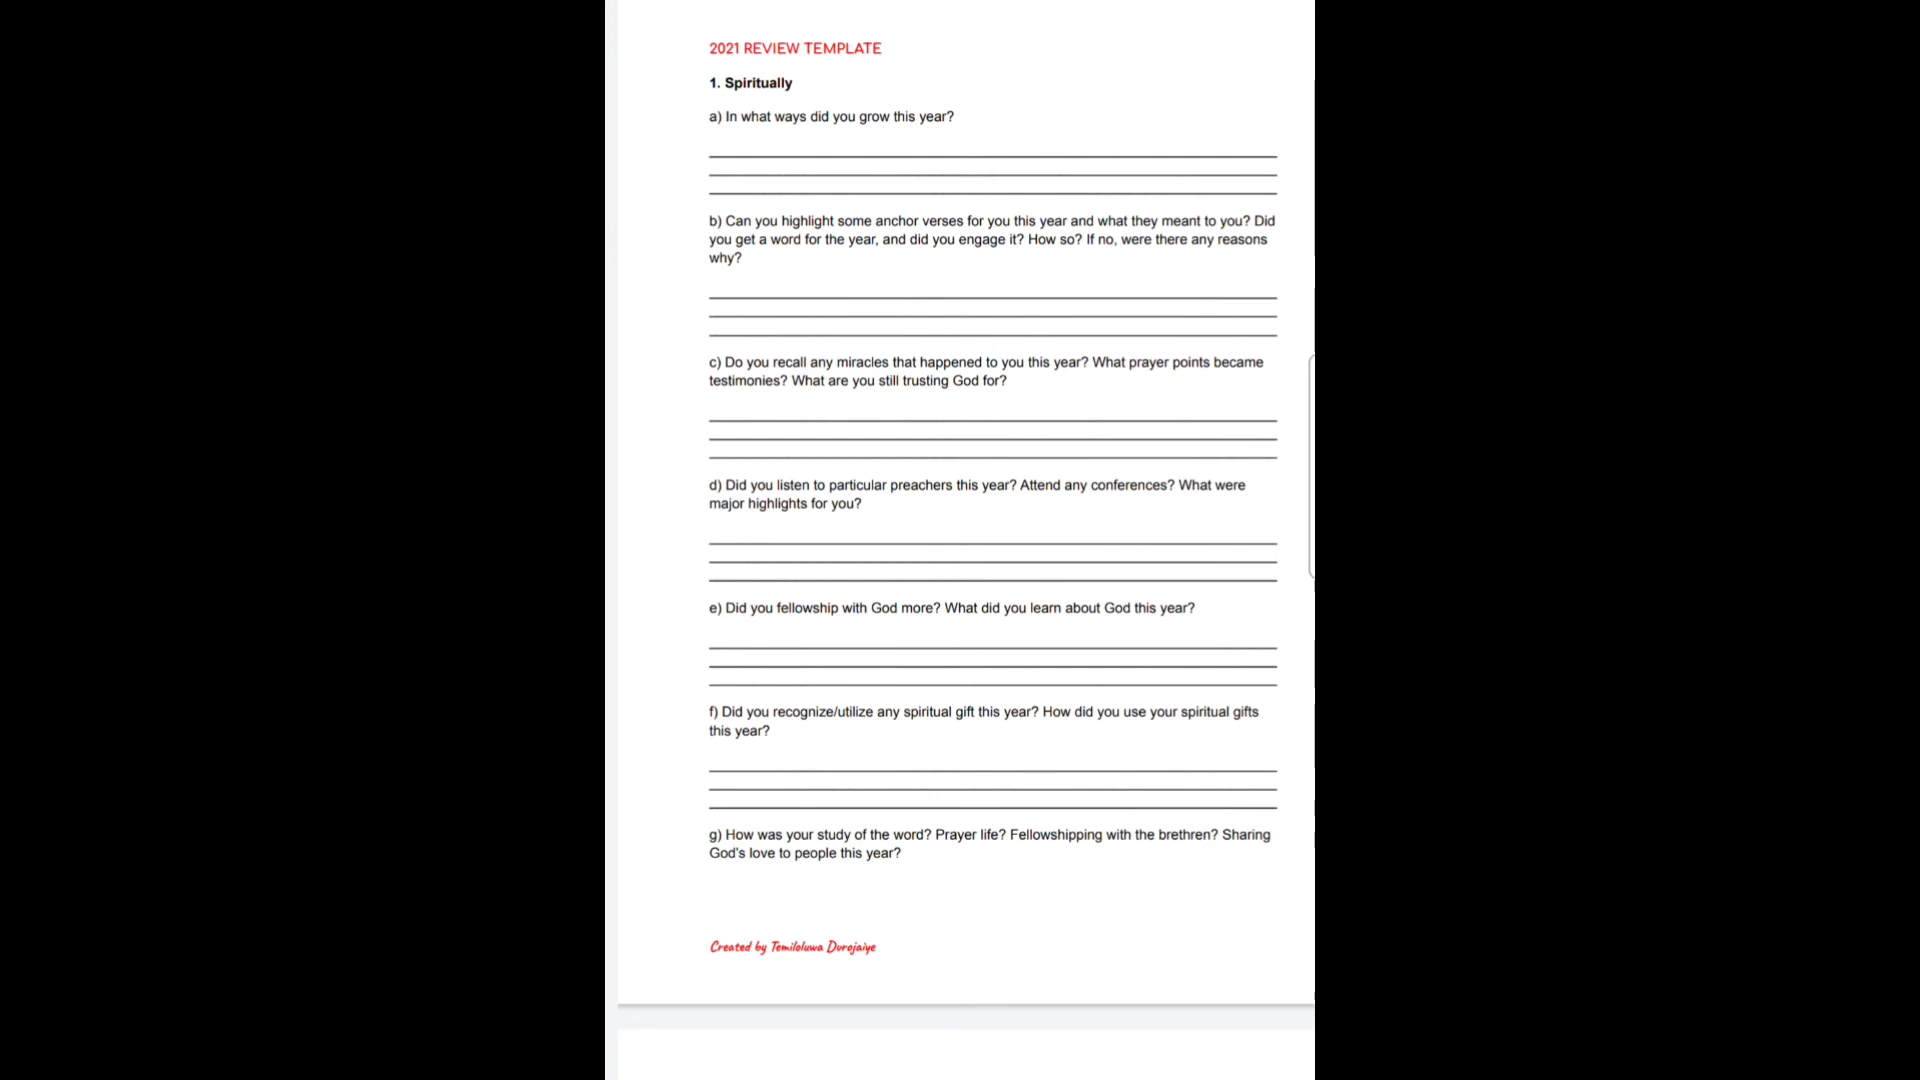 2021 REVIEW TEMPLATE
1. Spiritually
a) In what ways did you grow this year?
b) Can you highlight some anchor verses for you this year and what they meant to you? Did
you get a word for the year, and did you engage it? How so? If no, were there any reasons
why?
c) Do you recall any miracles that happened to you this year? What prayer points became
testimonies? What are you still trusting God for?
d) Did you listen to particular preachers this year? Attend any conferences? What were
major highlights for you?
e) Did you fellowship with God more? What did you learn about God this year?
f) Did you recognize/utilize any spiritual gift this year? How did you use your spiritual gifts
this year?
g) How was your study of the word? Prayer life? Fellowshipping with the brethren? Sharing
God's love to people this year?
Created by Temiloluwa Durojaiye